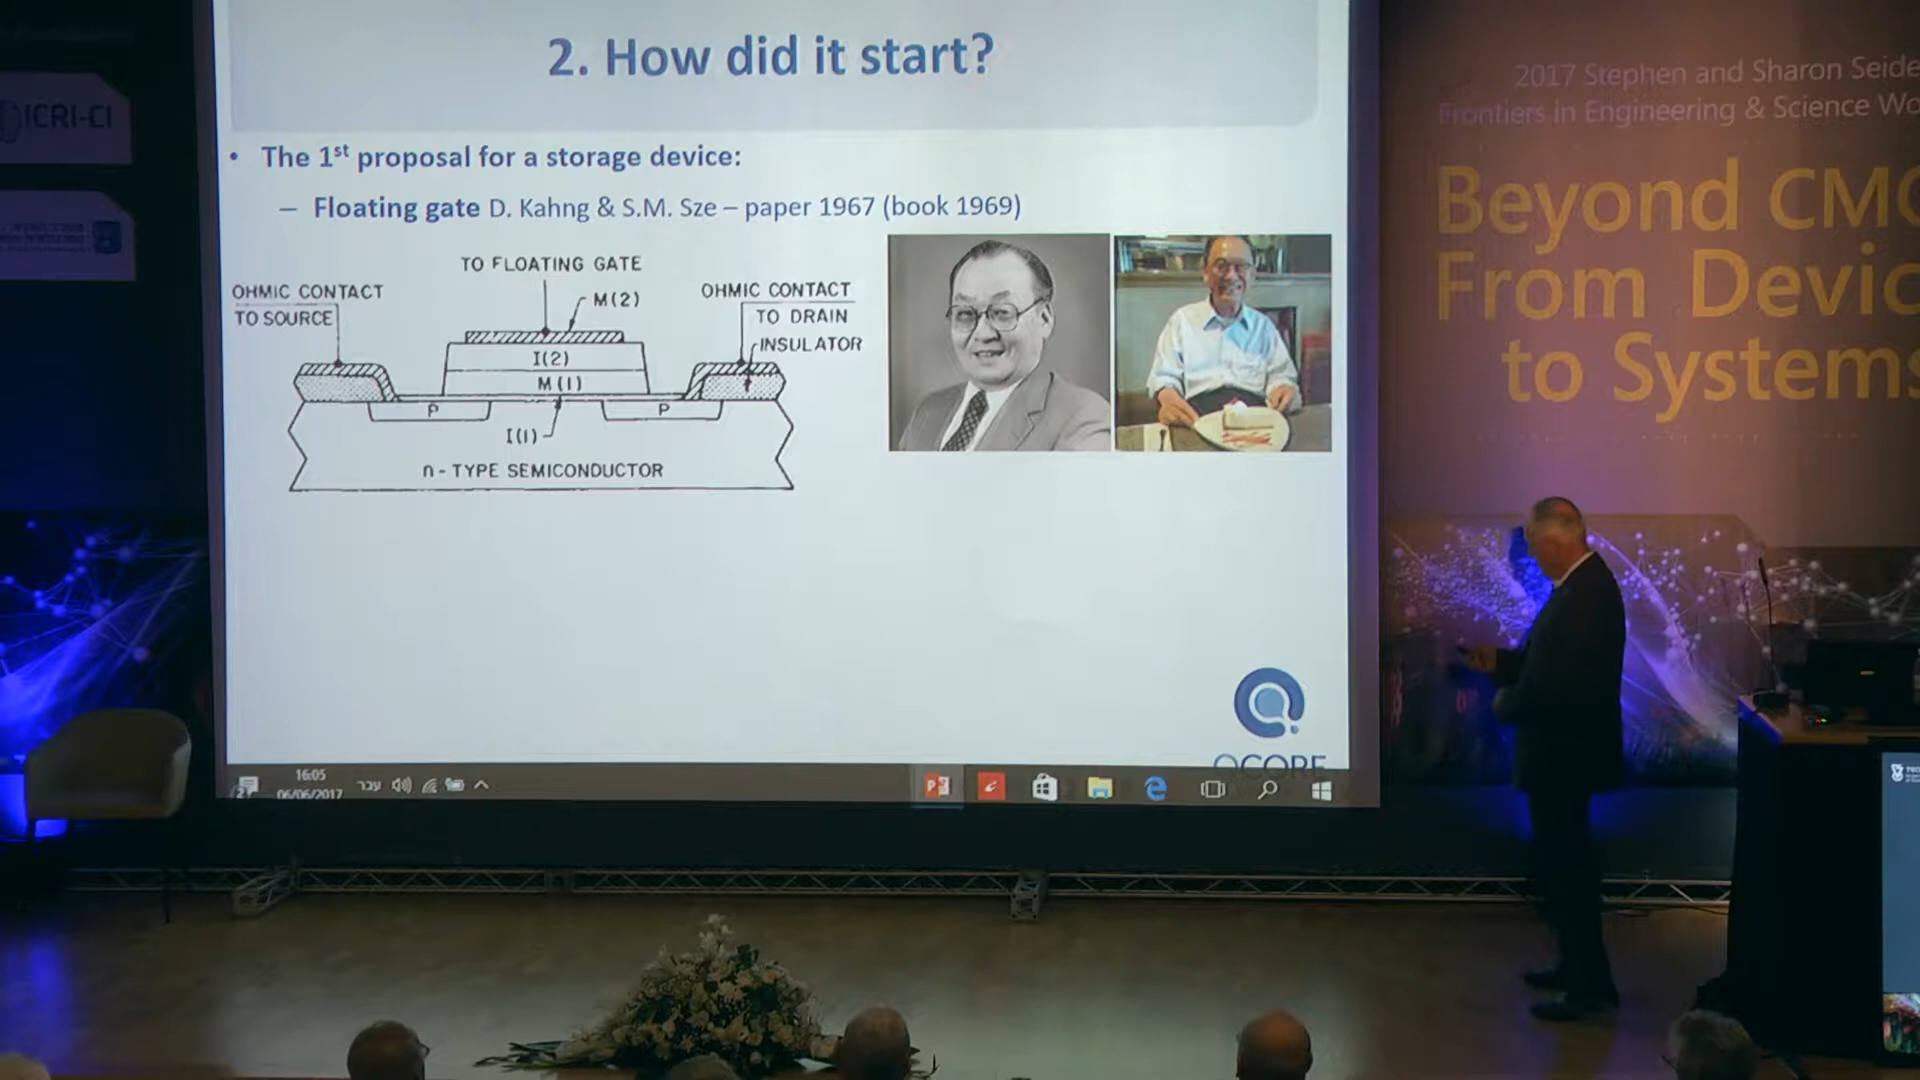 2. How did it start?
• The 1st proposal for a storage device:
– Floating gate D. Kahng & S.M. Sze – paper 1967 (book 1969)
TO FLOATING GATE
OHMIC CONTACT
TO SOURCE
M(2)
OHMIC CONTACT
TO DRAIN
INSULATOR
I(2)
M(1)
P
P
I(1)
n-TYPE SEMICONDUCTOR
QCORE
16:05
06/06/2017
עבר
ICRI-CI
2017 Stephen and Sharon Seide
Frontiers in Engineering & Science Wo
Beyond CMO
From Devic
to Systems